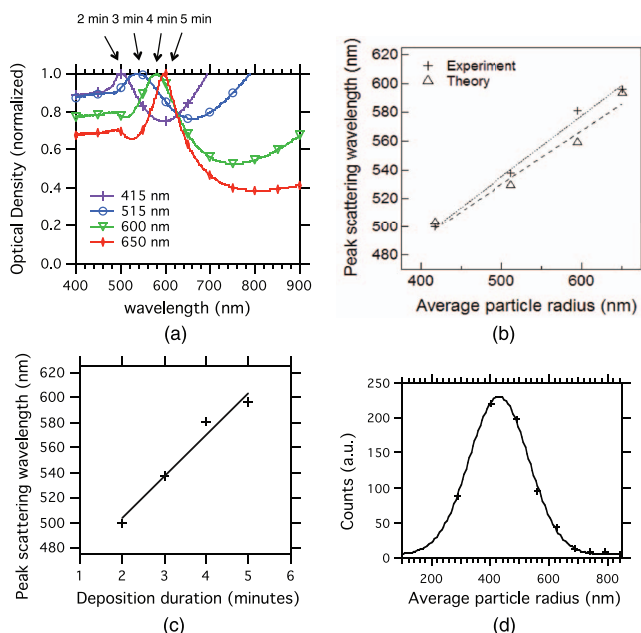 2 min 3 min 4 min 5 min
1.0
0.8
0.6
0.4
0.2
0.0
Optical Density (normalized)
415 nm
515 nm
600 nm
650 nm
400 500 600 700 800 900
wavelength (nm)
(a)
620
600
580
560
540
520
500
480
Peak scattering wavelength (nm)
Experiment
Theory
400 500 600
Average particle radius (nm)
(b)
620
600
580
560
540
520
500
480
Peak scattering wavelength (nm)
1 2 3 4 5 6
Deposition duration (minutes)
(c)
250
200
150
100
50
0
Counts (a.u.)
200 400 600 800
Average particle radius (nm)
(d)